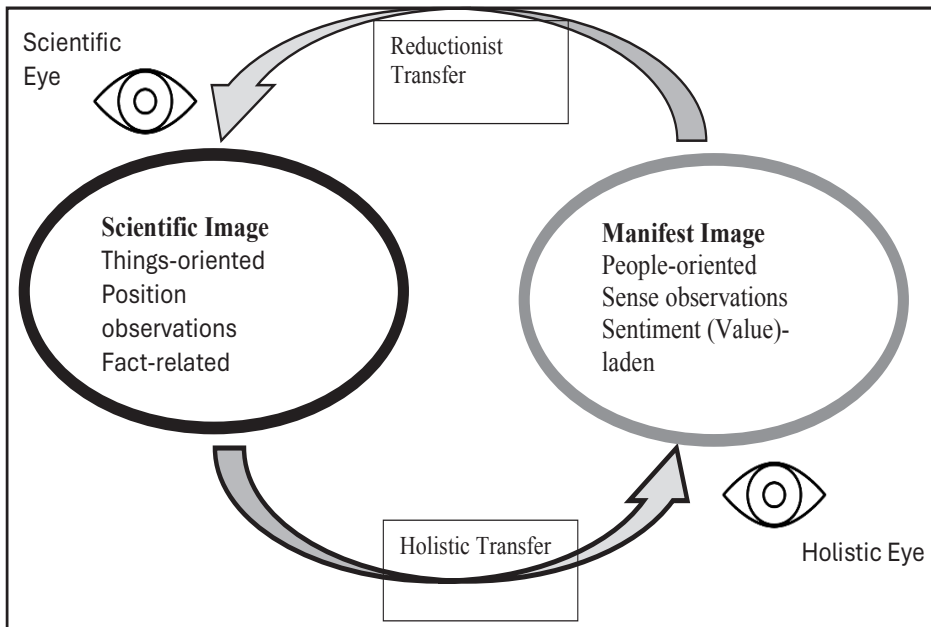 Scientific
Eye
Reductionist
Transfer
Scientific Image
Things-oriented
Position
observations
Fact-related
Manifest Image
People-oriented
Sense observations
Sentiment (Value)-
laden
Holistic Transfer
Holistic Eye